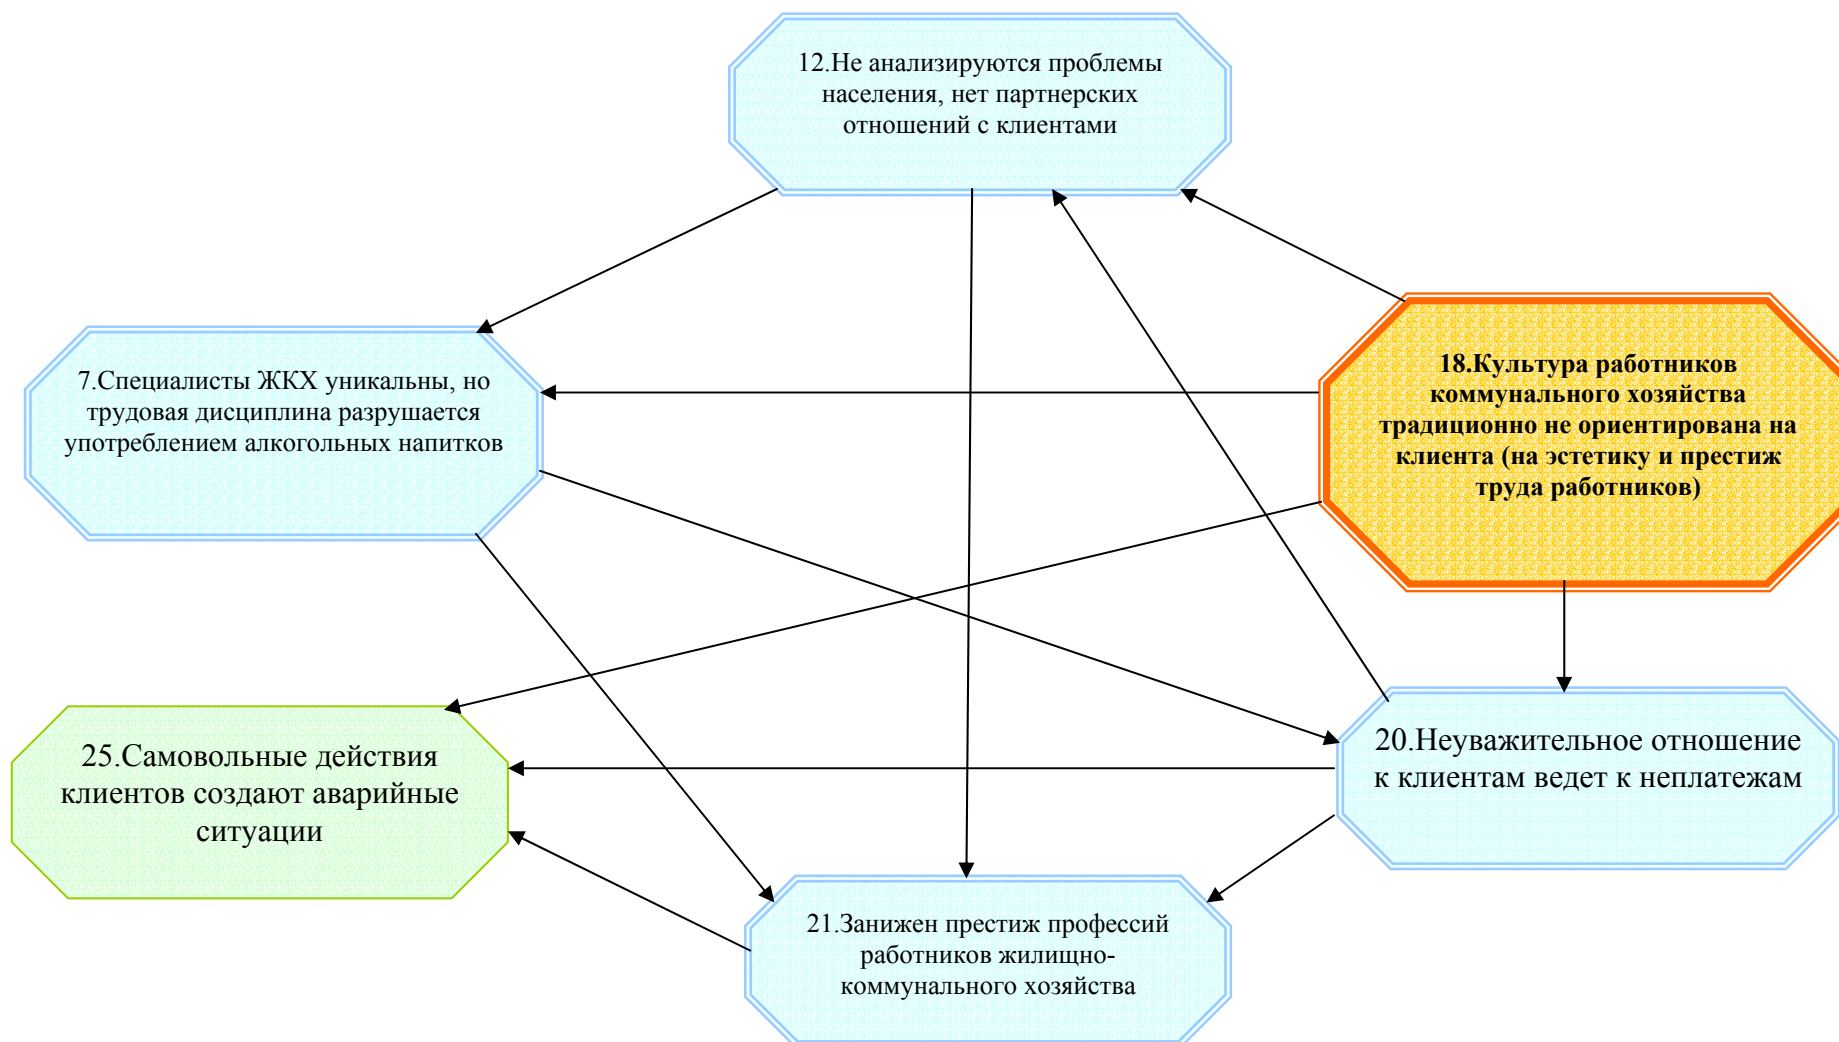 12.Не анализируются проблемы
населения, нет партнерских
отношений с клиентами
7.Специалисты ЖКХ уникальны, но
трудовая дисциплина разрушается
употреблением алкогольных напитков
18.Культура работников
коммунального хозяйства
традиционно не ориентирована на
клиента (на эстетику и престиж
труда работников)
25.Самовольные действия
клиентов создают аварийные
ситуации
20.Неуважительное отношение
к клиентам ведет к неплатежам
21.Занижен престиж профессий
работников жилищно-
коммунального хозяйства